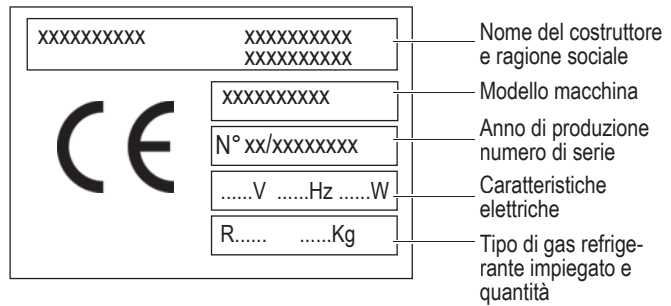 xxxxxxxxxx xxxxxxxxxx
xxxxxxxxxx
xxxxxxxxxx
N° xx/xxxxxxxx
......V ......Hz ......W
R...... ......Kg
CE
Nome del costruttore
e ragione sociale
Modello macchina
Anno di produzione
numero di serie
Caratteristiche
elettriche
Tipo di gas refrige-
rante impiegato e
quantità